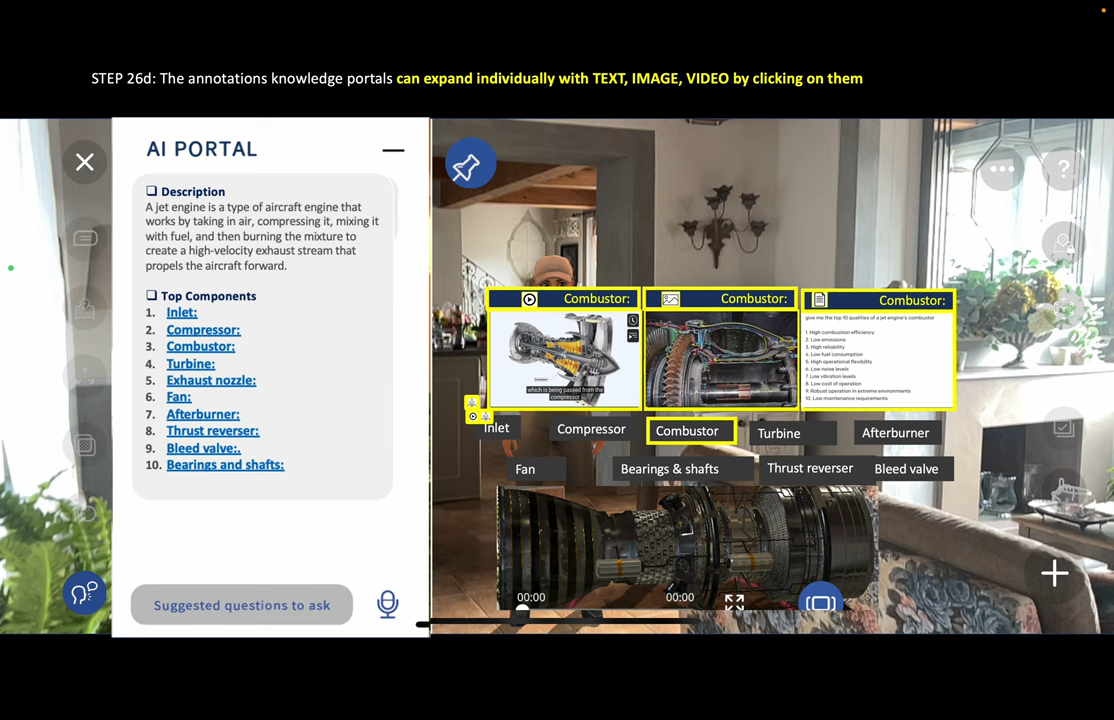 STEP 26d: The annotations knowledge portals can expand individually with TEXT, IMAGE, VIDEO by clicking on them
AI PORTAL
Description
A jet engine is a type of aircraft engine that
works by taking in air, compressing it, mixing it
with fuel, and then burning the mixture to
create a high-velocity exhaust stream that
propels the aircraft forward.
Top Components
1. Inlet:
2. Compressor:
3. Combustor:
4. Turbine:
5. Exhaust nozzle:
6. Fan:
7. Afterburner:
8. Thrust reverser:
9. Bleed valve:.
10. Bearings and shafts:
Suggested questions to ask
?
Combustor:
Combustor:
Combustor:
which is being passed from the
compressor
give me the top 10 qualities of a jet engine's combustor
1. High combustion efficiency
2. Low emissions
3. High reliability
4. Low fuel consumption
5. High operational flexibility
6. Low noise levels
7. Low vibration levels
8. Low cost of operation
9. Robust operation in extreme environments
10. Low maintenance requirements
Inlet
Compressor
Combustor
Turbine
Afterburner
Fan
Bearings & shafts
Thrust reverser
Bleed valve
00:00
00:00